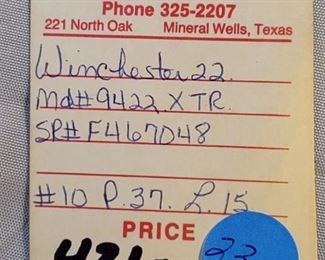 Phone 325-2207
221 North Oak Mineral Wells, Texas
Winchester 22.
Md# 9422 XTR.
SR# F467048
#10 P.37. L.15
PRICE